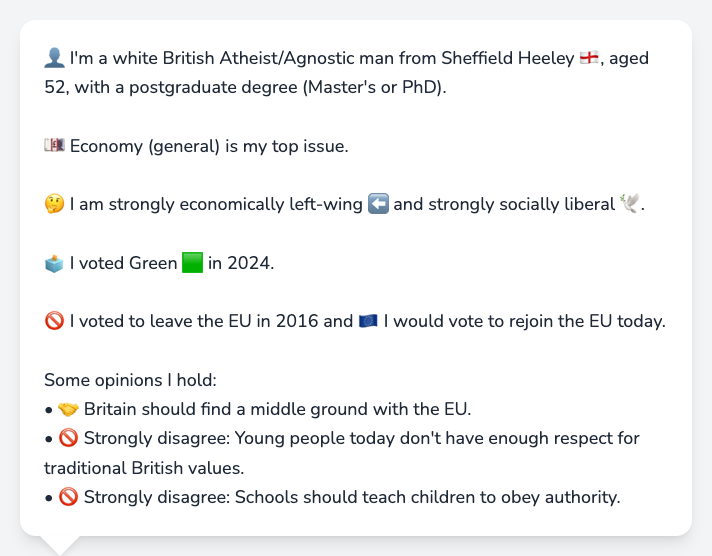 👤 I'm a white British Atheist/Agnostic man from Sheffield Heeley 🏴󠁧󠁢󠁥󠁮󠁧󠁿, aged
52, with a postgraduate degree (Master's or PhD).
💷 Economy (general) is my top issue.
🤔 I am strongly economically left-wing ⬅️ and strongly socially liberal 🕊️.
🗳️ I voted Green 🟩 in 2024.
🚫 I voted to leave the EU in 2016 and 🇪🇺 I would vote to rejoin the EU today.
Some opinions I hold:
• 🤝 Britain should find a middle ground with the EU.
• 🚫 Strongly disagree: Young people today don't have enough respect for
traditional British values.
• 🚫 Strongly disagree: Schools should teach children to obey authority.